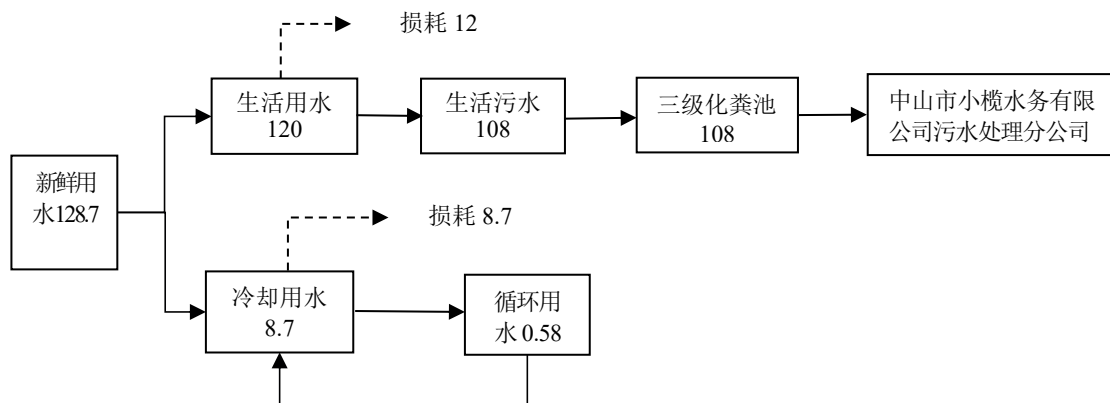 损耗 12
生活用水
120
生活污水
108
三级化粪池
108
中山市小榄水务有限
公司污水处理分公司
新鲜用
水128.7
损耗 8.7
冷却用水
8.7
循环用
水 0.58